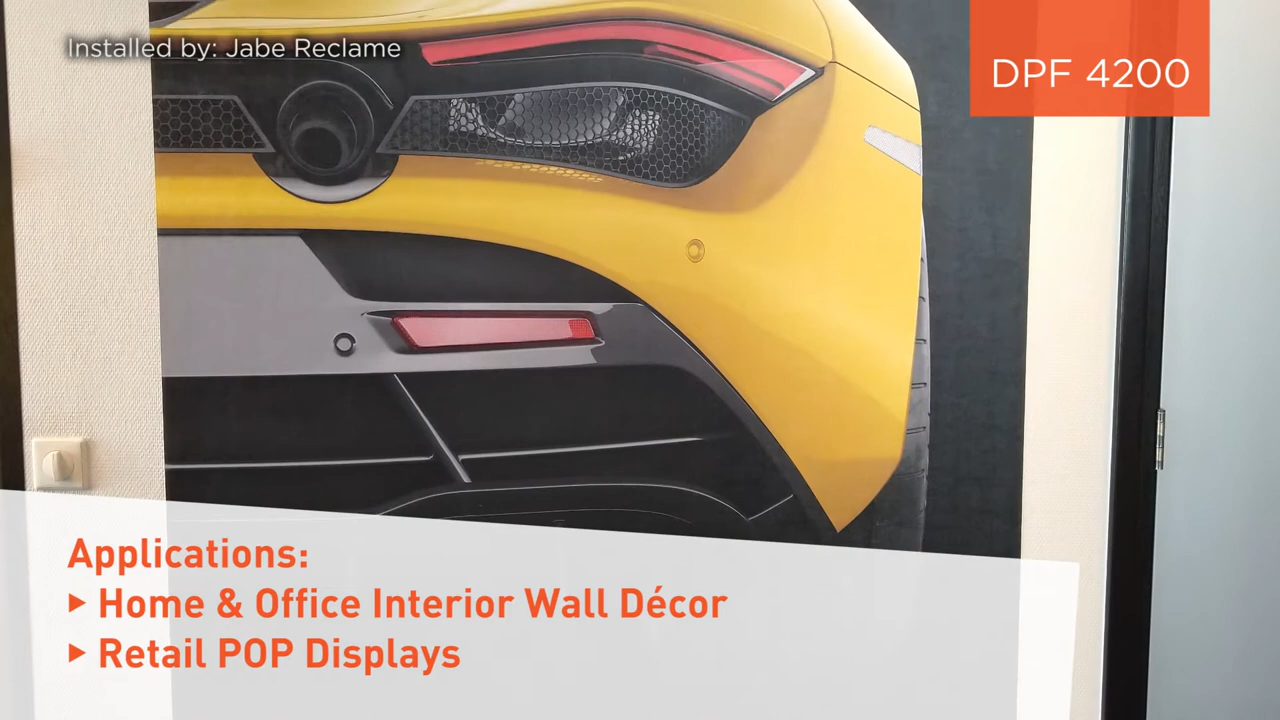 Installed by: Jabe Reclame
DPF 4200
Applications:
▸ Home & Office Interior Wall Décor
▸ Retail POP Displays